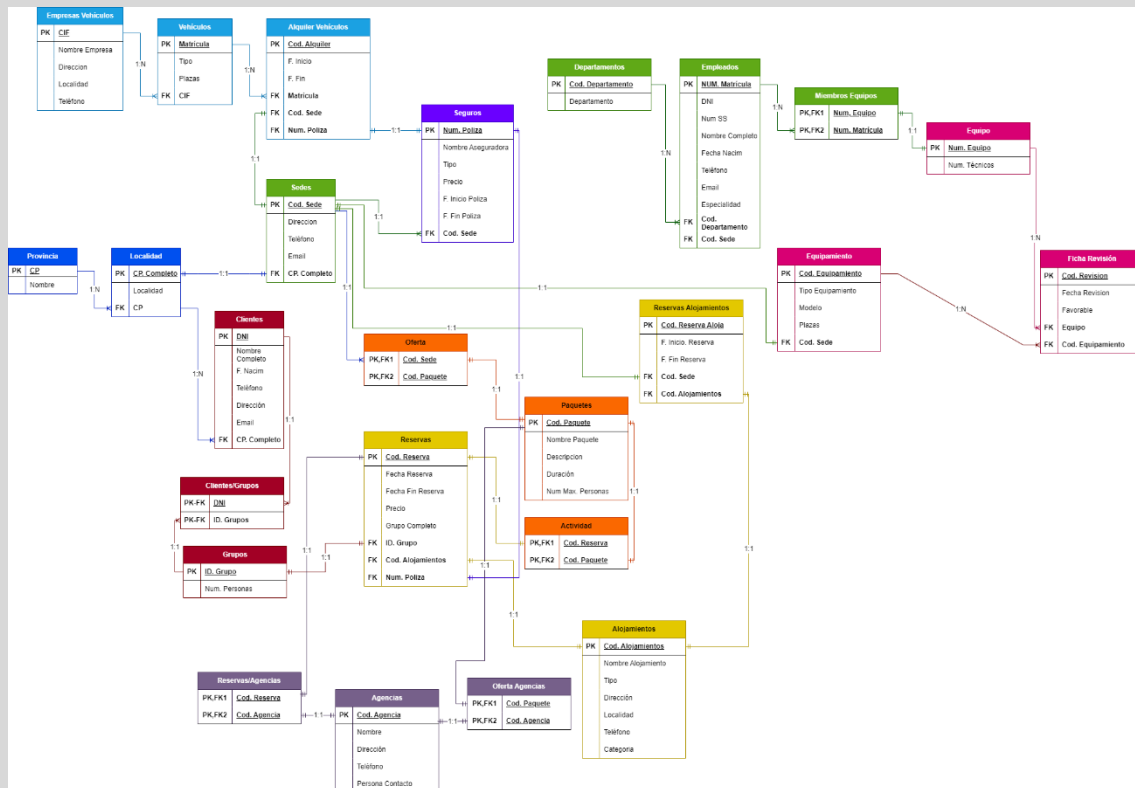 Empresas Vehículos
PK CIF
Nombre Empresa
Direccion
Localidad
Teléfono
1:N
Vehículos
PK Matrícula
Tipo
Plazas
FK CIF
1:N
Alquiler Vehículos
PK Cod. Alquiler
F. Inicio
F. Fin
FK Matrícula
FK Cod. Sede
FK Num. Poliza
1:1
1:1
Seguros
PK Num. Poliza
Nombre Aseguradora
Tipo
Precio
F. Inicio Poliza
F. Fin Poliza
FK Cod. Sede
Departamentos
PK Cod. Departamento
Departamento
1:N
Empleados
PK NUM. Matricula
DNI
Num SS
Nombre Completo
Fecha Nacim
Teléfono
Email
Especialidad
FK Cod.
Departamento
FK Cod. Sede
1:N
Miembros Equipos
PK,FK1 Num. Equipo
PK,FK2 Num. Matrícula
1:1
Equipo
PK Num. Equipo
Num. Técnicos
1:N
Sedes
PK Cod. Sede
Direccion
Teléfono
Email
FK CP. Completo
1:1
1:1
1:1
1:1
1:1
Provincia
PK CP
Nombre
1:N
Localidad
PK CP. Completo
Localidad
FK CP
1:1
1:N
Equipamiento
PK Cod. Equipamiento
Tipo Equipamiento
Modelo
Plazas
FK Cod. Sede
1:N
Ficha Revisión
PK Cod. Revision
Fecha Revision
Favorable
FK Equipo
FK Cod. Equipamiento
Clientes
PK DNI
Nombre
Completo
F. Nacim
Teléfono
Dirección
Email
FK CP. Completo
1:1
Oferta
PK,FK1 Cod. Sede
PK,FK2 Cod. Paquete
1:1
Reservas Alojamientos
PK Cod. Reserva Aloja
F. Inicio. Reserva
F. Fin Reserva
FK Cod. Sede
FK Cod. Alojamientos
1:1
Paquetes
PK Cod. Paquete
Nombre Paquete
Descripcion
Duración
Num Max. Personas
1:1
Reservas
PK Cod. Reserva
Fecha Reserva
Fecha Fin Reserva
Precio
Grupo Completo
FK ID. Grupo
FK Cod. Alojamientos
FK Num. Poliza
1:1
1:1
Actividad
PK,FK1 Cod. Reserva
PK,FK2 Cod. Paquete
Clientes/Grupos
PK-FK DNI
PK-FK ID. Grupos
1:1
Grupos
PK ID. Grupo
Num. Personas
1:1
1:1
1:1
Alojamientos
PK Cod. Alojamientos
Nombre Alojamiento
Tipo
Dirección
Localidad
Teléfono
Categoria
Reservas/Agencias
PK,FK1 Cod. Reserva
PK,FK2 Cod. Agencia
1:1
Agencias
PK Cod. Agencia
Nombre
Dirección
Teléfono
Persona Contacto
1:1
Oferta Agencias
PK,FK1 Cod. Paquete
PK,FK2 Cod. Agencia